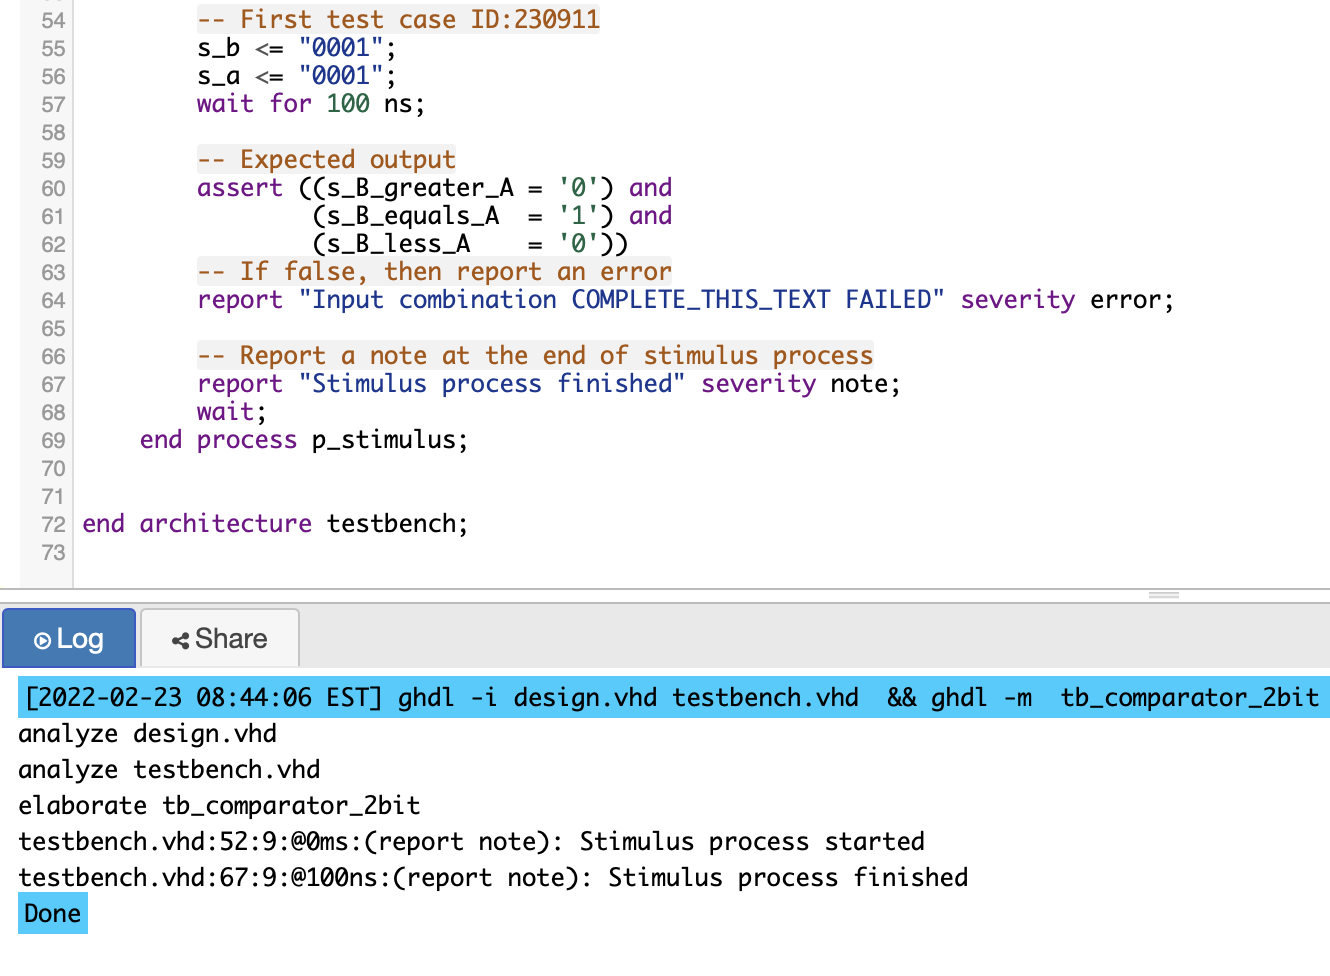 54 -- First test case ID:230911
55 s_b <= "0001";
56 s_a <= "0001";
57 wait for 100 ns;
58
59 -- Expected output
60 assert ((s_B_greater_A = '0') and
61 (s_B_equals_A  = '1') and
62 (s_B_less_A    = '0'))
63 -- If false, then report an error
64 report "Input combination COMPLETE_THIS_TEXT FAILED" severity error;
65
66 -- Report a note at the end of stimulus process
67 report "Stimulus process finished" severity note;
68 wait;
69 end process p_stimulus;
70
71
72 end architecture testbench;
73
Log Share
[2022-02-23 08:44:06 EST] ghdl -i design.vhd testbench.vhd  && ghdl -m  tb_comparator_2bit
analyze design.vhd
analyze testbench.vhd
elaborate tb_comparator_2bit
testbench.vhd:52:9:@0ms:(report note): Stimulus process started
testbench.vhd:67:9:@100ns:(report note): Stimulus process finished
Done